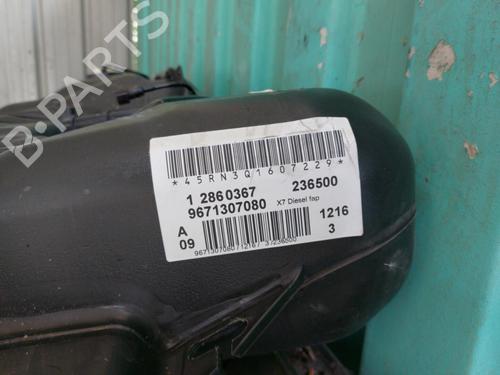 B-PARTS
*45RN3Q1607229*
1 2860367 236500
9671307080 X7 Diesel fap
A 1216
09 3